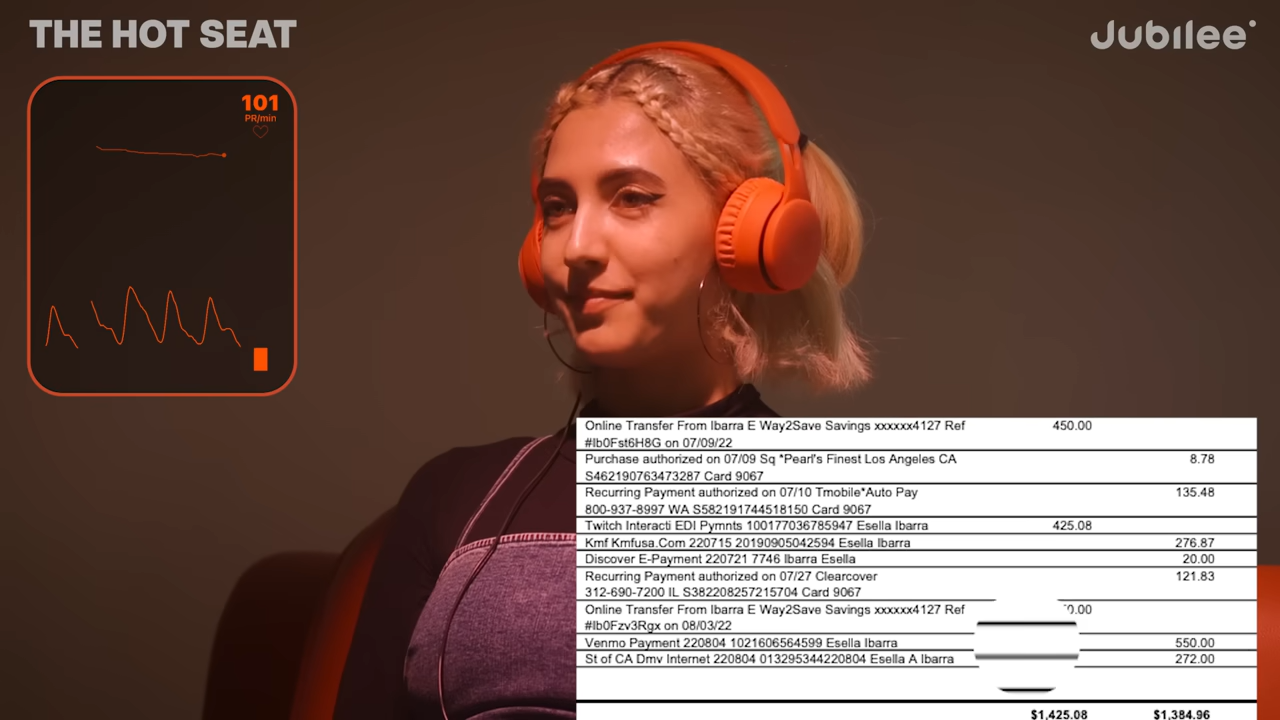 THE HOT SEAT
Jubilee
101
PR/min
Online Transfer From Ibarra E Way2Save Savings xxxxxx4127 Ref 450.00
#Ib0Fst6H8G on 07/09/22
Purchase authorized on 07/09 Sq *Pearl's Finest Los Angeles CA 8.78
S462190763473287 Card 9067
Recurring Payment authorized on 07/10 Tmobile*Auto Pay 135.48
800-937-8997 WA S582191744518150 Card 9067
Twitch Interacti EDI Pymnts 100177036785947 Esella Ibarra 425.08
Kmf Kmfusa.Com 220715 20190905042594 Esella Ibarra 276.87
Discover E-Payment 220721 7746 Ibarra Esella 20.00
Recurring Payment authorized on 07/27 Clearcover 121.83
312-690-7200 IL S382208257215704 Card 9067
Online Transfer From Ibarra E Way2Save Savings xxxxxx4127 Ref
#Ib0Fzv3Rgx on 08/03/22
Venmo Payment 220804 1021606564599 Esella Ibarra 550.00
St of CA Dmv Internet 220804 013295344220804 Esella A Ibarra 272.00
$1,425.08 $1,384.96